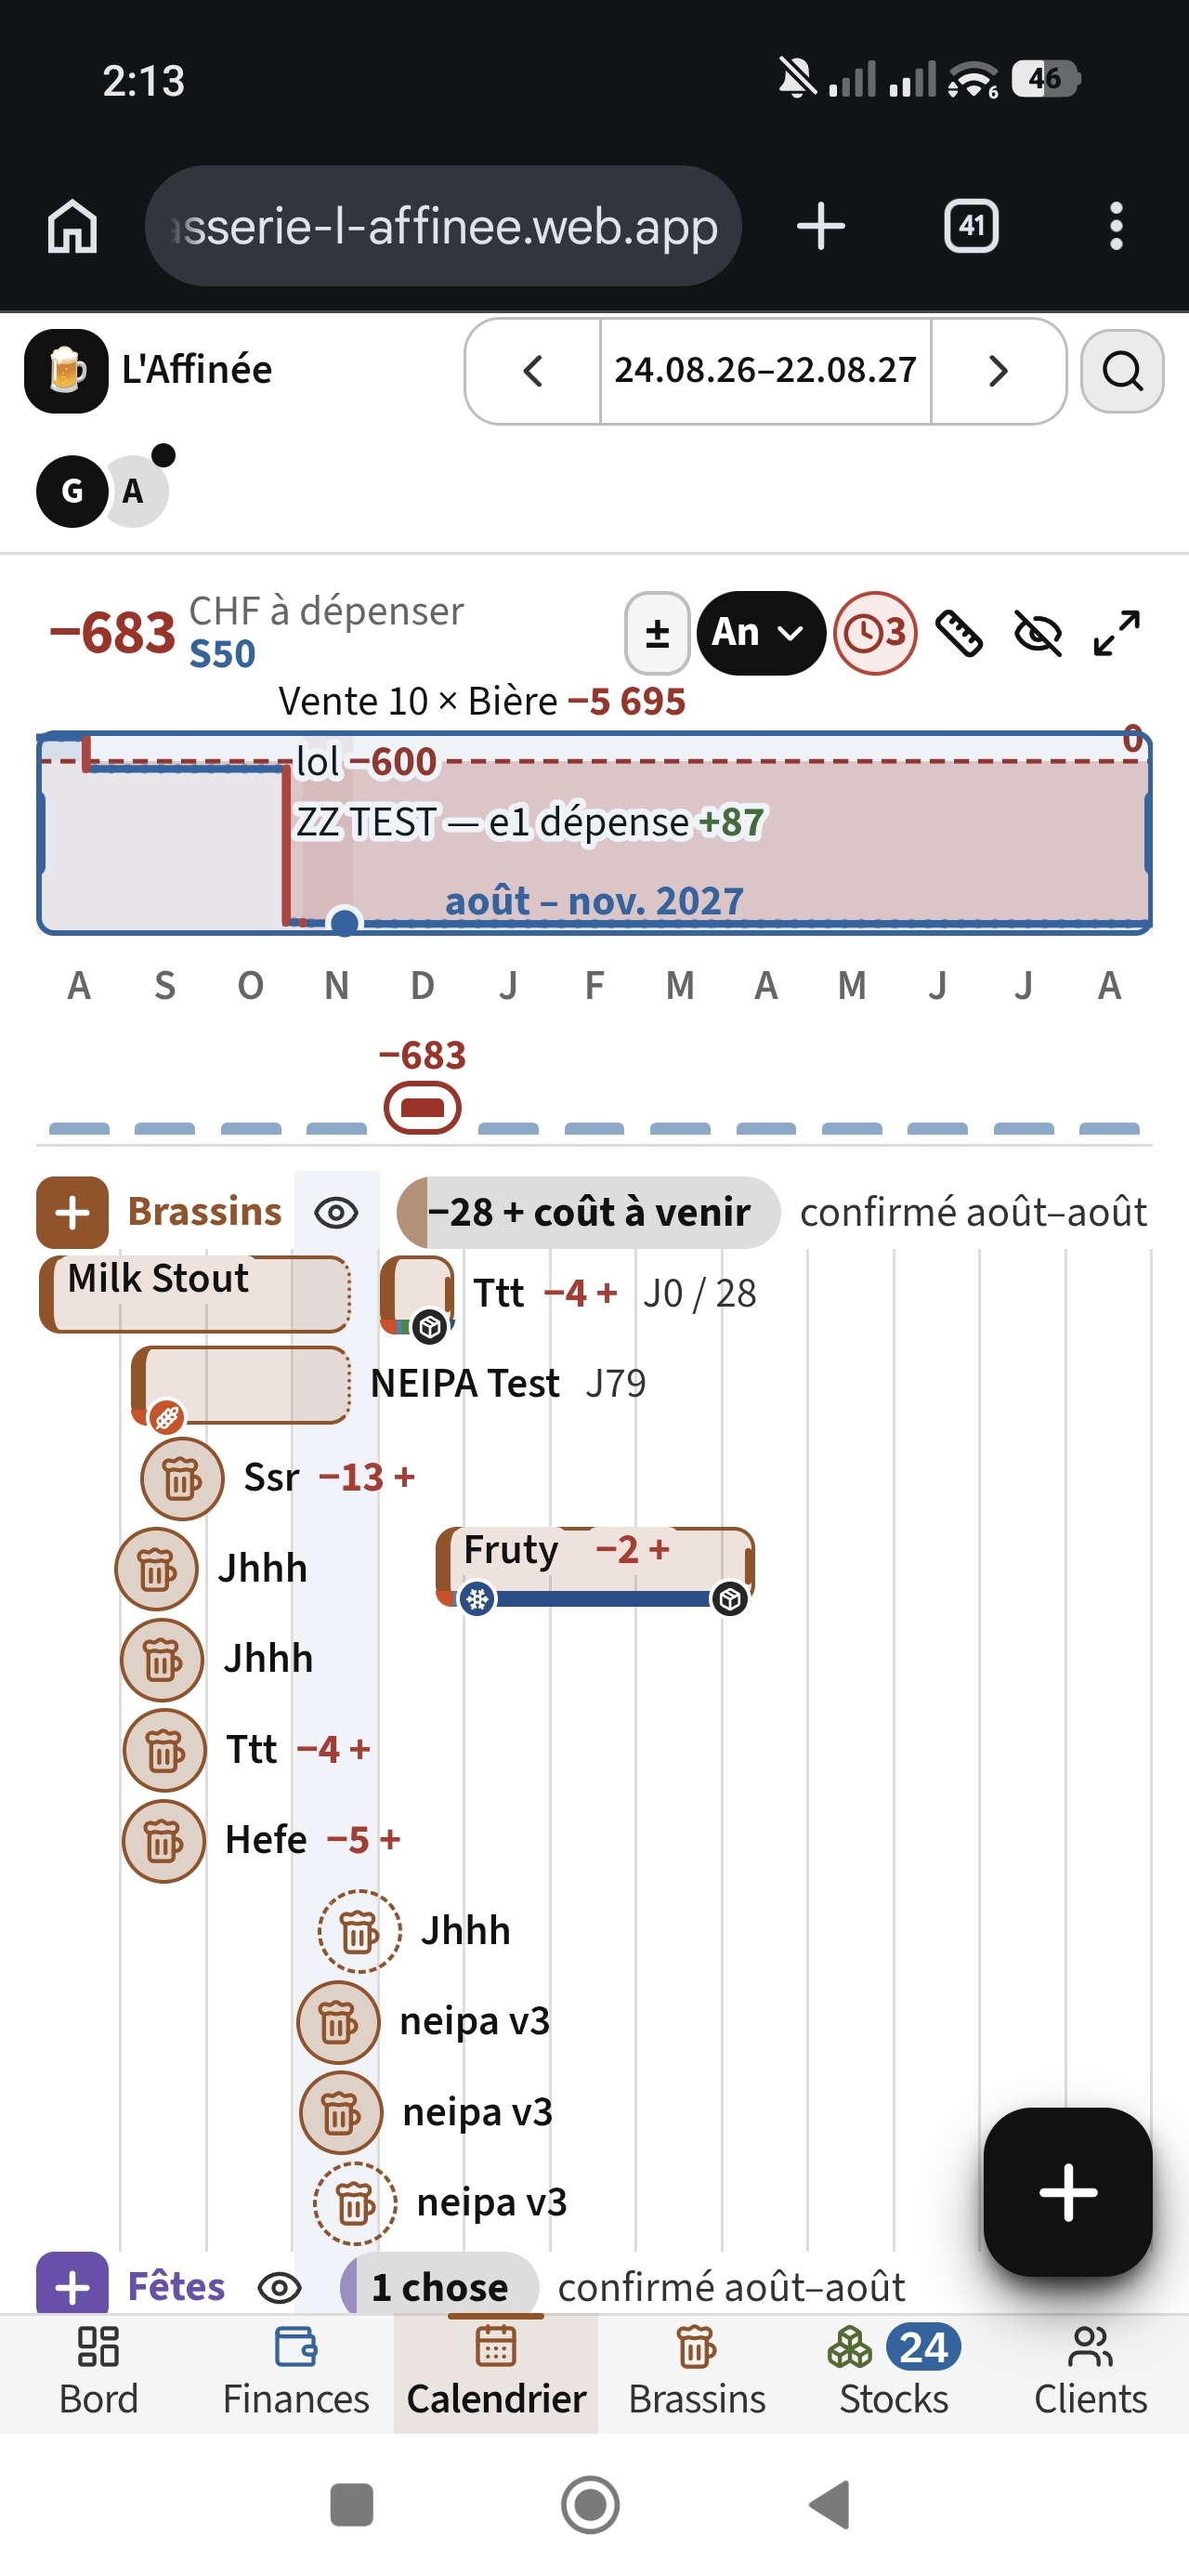 2:13
6
46
asserie-l-affinee.web.app
41
L'Affinée
24.08.26–22.08.27
G A
−683 CHF à dépenser
S50
± An 3
Vente 10 × Bière −5 695
0
lol −600
ZZ TEST — e1 dépense +87
août – nov. 2027
A S O N D J F M A M J J A
−683
Brassins −28 + coût à venir confirmé août–août
Milk Stout
Ttt −4 + J0 / 28
NEIPA Test J79
Ssr −13 +
Fruty −2 +
Jhhh
Jhhh
Ttt −4 +
Hefe −5 +
Jhhh
neipa v3
neipa v3
neipa v3
Fêtes 1 chose confirmé août–août
24
Bord Finances Calendrier Brassins Stocks Clients